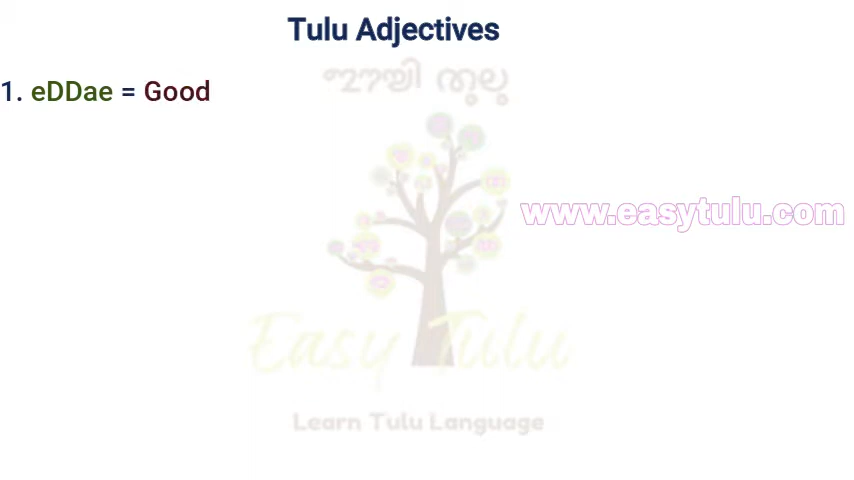 Tulu Adjectives
1. eDDae = Good
www.easytulu.com
Easy Tulu
Learn Tulu Language